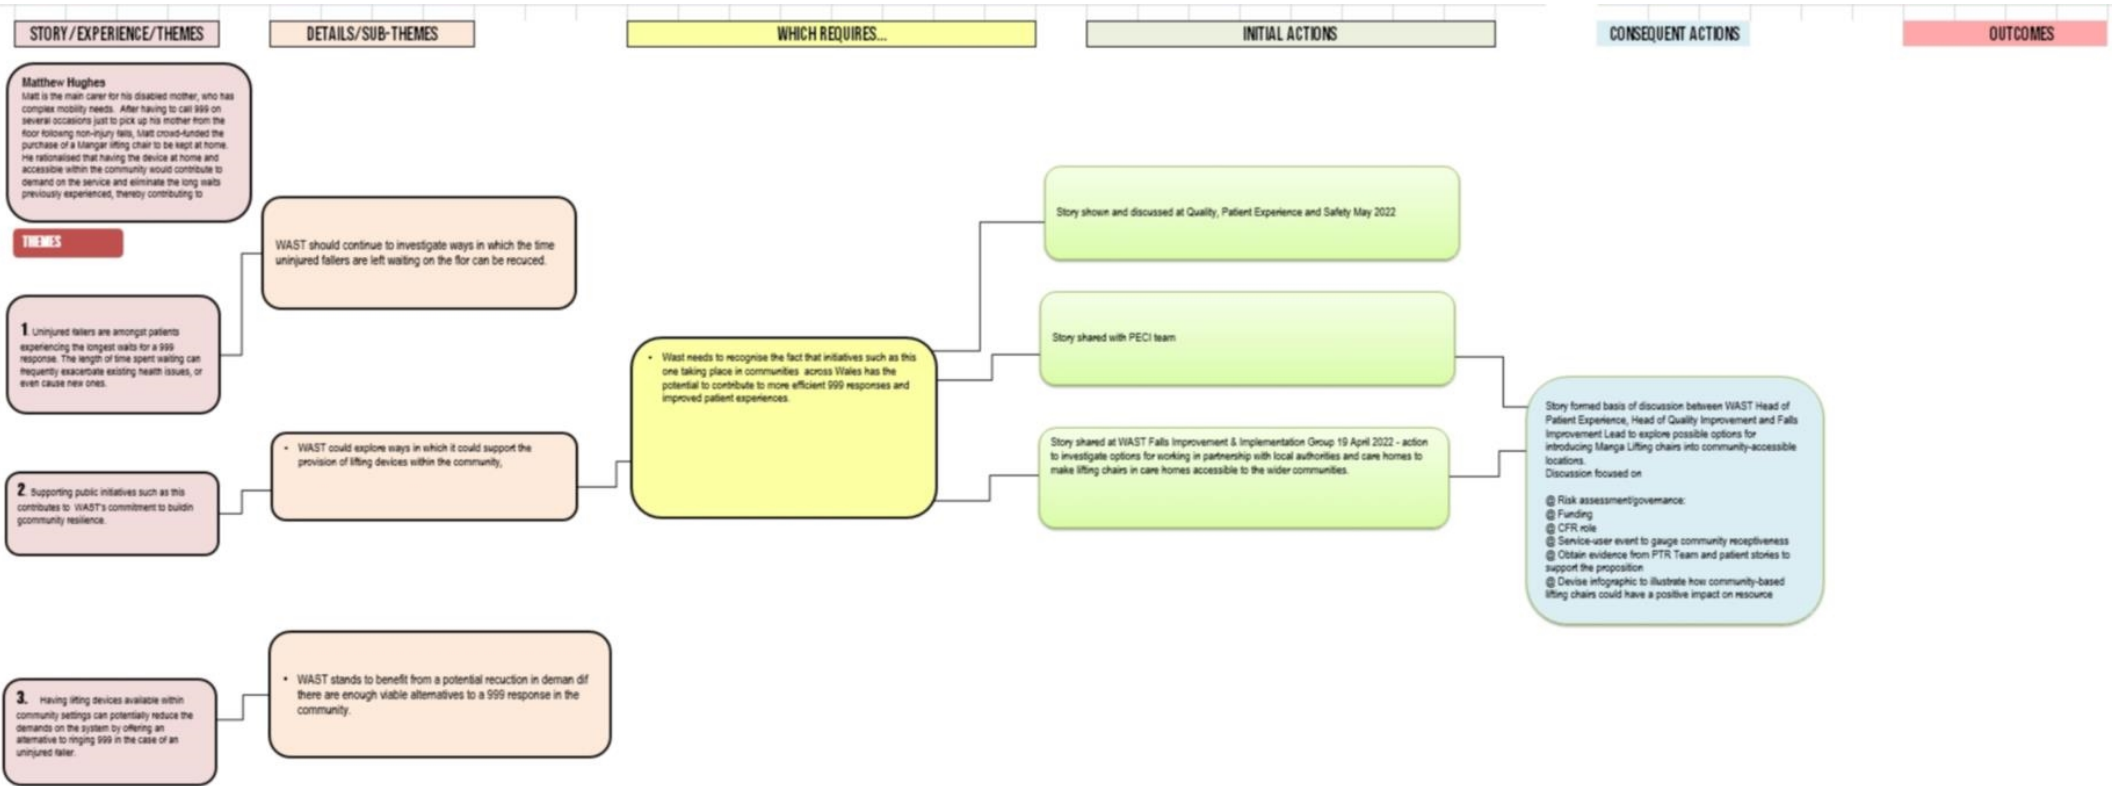 STORY/EXPERIENCE/THEMES
DETAILS/SUB-THEMES
WHICH REQUIRES...
INITIAL ACTIONS
CONSEQUENT ACTIONS
OUTCOMES
Matthew Hughes
Matt is the main carer for his disabled mother, who has
complex mobility needs. After having to call 999 on
several occasions just to pick up his mother from the
floor following non-injury falls, Matt crowd-funded the
purchase of a Mangar lifting chair to be kept at home.
He rationalised that having the device at home and
accessible within the community would contribute to
demand on the service and eliminate the long waits
previously experienced, thereby contributing to
THEMES
1. Uninjured fallers are amongst patients
experiencing the longest waits for a 999
response. The length of time spent waiting can
frequently exacerbate existing health issues, or
even cause new ones.
2. Supporting public initiatives such as this
contributes to WAST's commitment to buildin
gcommunity resilience.
3. Having lifting devices available within
community settings can potentially reduce the
demands on the system by offering an
alternative to ringing 999 in the case of an
uninjured faller.
WAST should continue to investigate ways in which the time
uninjured fallers are left waiting on the flor can be recuced.
• WAST could explore ways in which it could support the
provision of lifting devices within the community,
• WAST stands to benefit from a potential recuction in deman dif
there are enough viable alternatives to a 999 response in the
community.
• Wast needs to recognise the fact that initiatives such as this
one taking place in communities across Wales has the
potential to contribute to more efficient 999 responses and
improved patient experiences.
Story shown and discussed at Quality, Patient Experience and Safety May 2022
Story shared with PECI team
Story shared at WAST Falls Improvement & Implementation Group 19 April 2022 - action
to investigate options for working in partnership with local authorities and care homes to
make lifting chairs in care homes accessible to the wider communities.
Story formed basis of discussion between WAST Head of
Patient Experience, Head of Quality Improvement and Falls
Improvement Lead to explore possible options for
introducing Manga Lifting chairs into community-accessible
locations.
Discussion focused on
@ Risk assessment/governance:
@ Funding
@ CFR role
@ Service-user event to gauge community receptiveness
@ Obtain evidence from PTR Team and patient stories to
support the proposition
@ Devise infographic to illustrate how community-based
lifting chairs could have a positive impact on resource